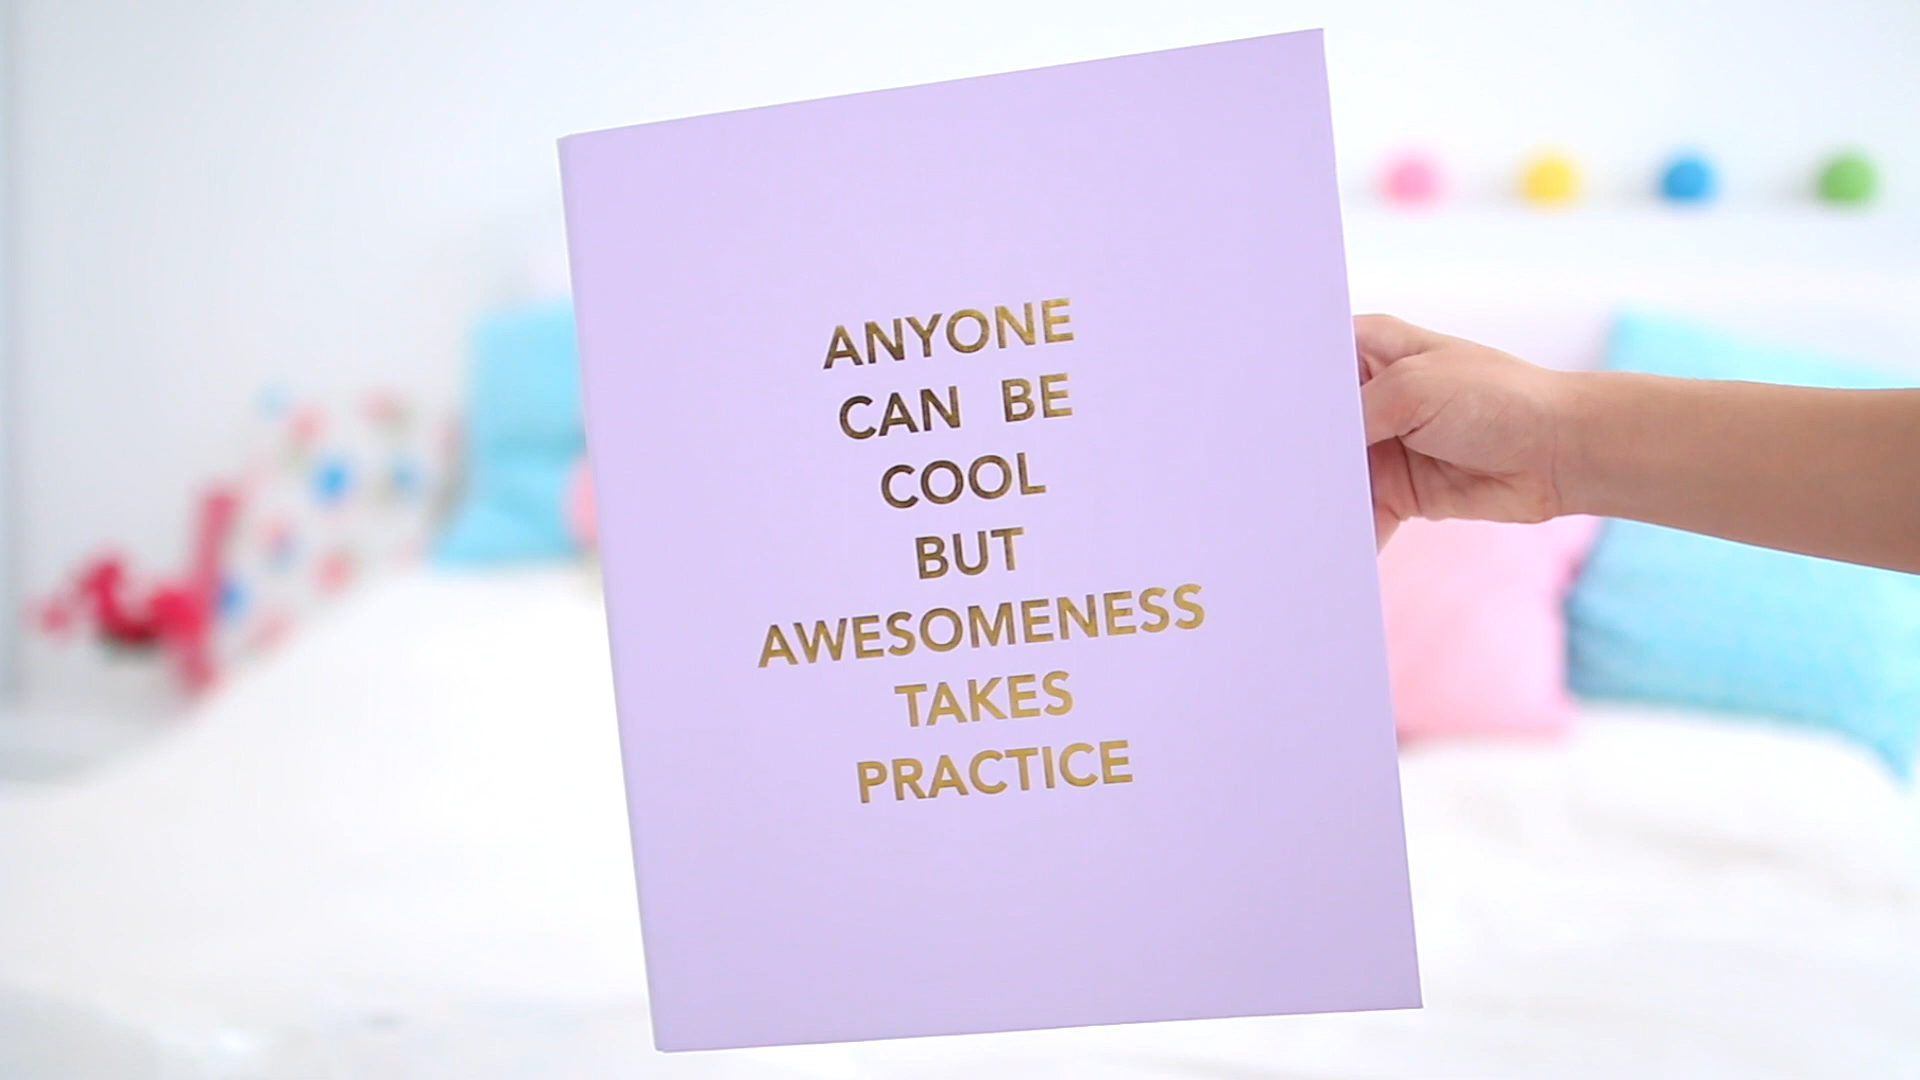 ANYONE
CAN BE
COOL
BUT
AWESOMENESS
TAKES
PRACTICE